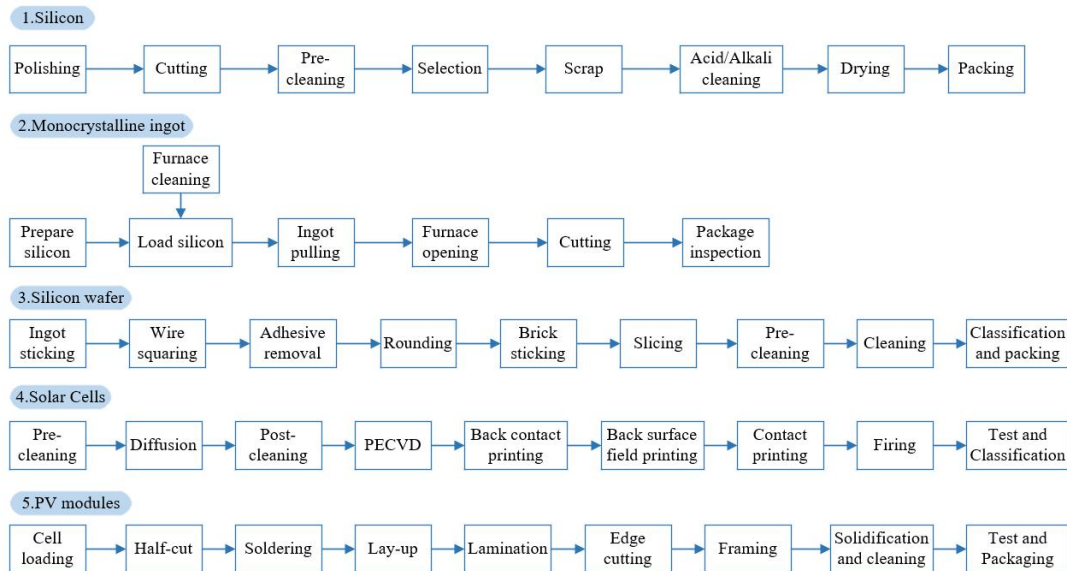 1.Silicon
Polishing
Cutting
Pre-
cleaning
Selection
Scrap
Acid/Alkali
cleaning
Drying
Packing
2.Monocrystalline ingot
Furnace
cleaning
Prepare
silicon
Load silicon
Ingot
pulling
Furnace
opening
Cutting
Package
inspection
3.Silicon wafer
Ingot
sticking
Wire
squaring
Adhesive
removal
Rounding
Brick
sticking
Slicing
Pre-
cleaning
Cleaning
Classification
and packing
4.Solar Cells
Pre-
cleaning
Diffusion
Post-
cleaning
PECVD
Back contact
printing
Back surface
field printing
Contact
printing
Firing
Test and
Classification
5.PV modules
Cell
loading
Half-cut
Soldering
Lay-up
Lamination
Edge
cutting
Framing
Solidification
and cleaning
Test and
Packaging